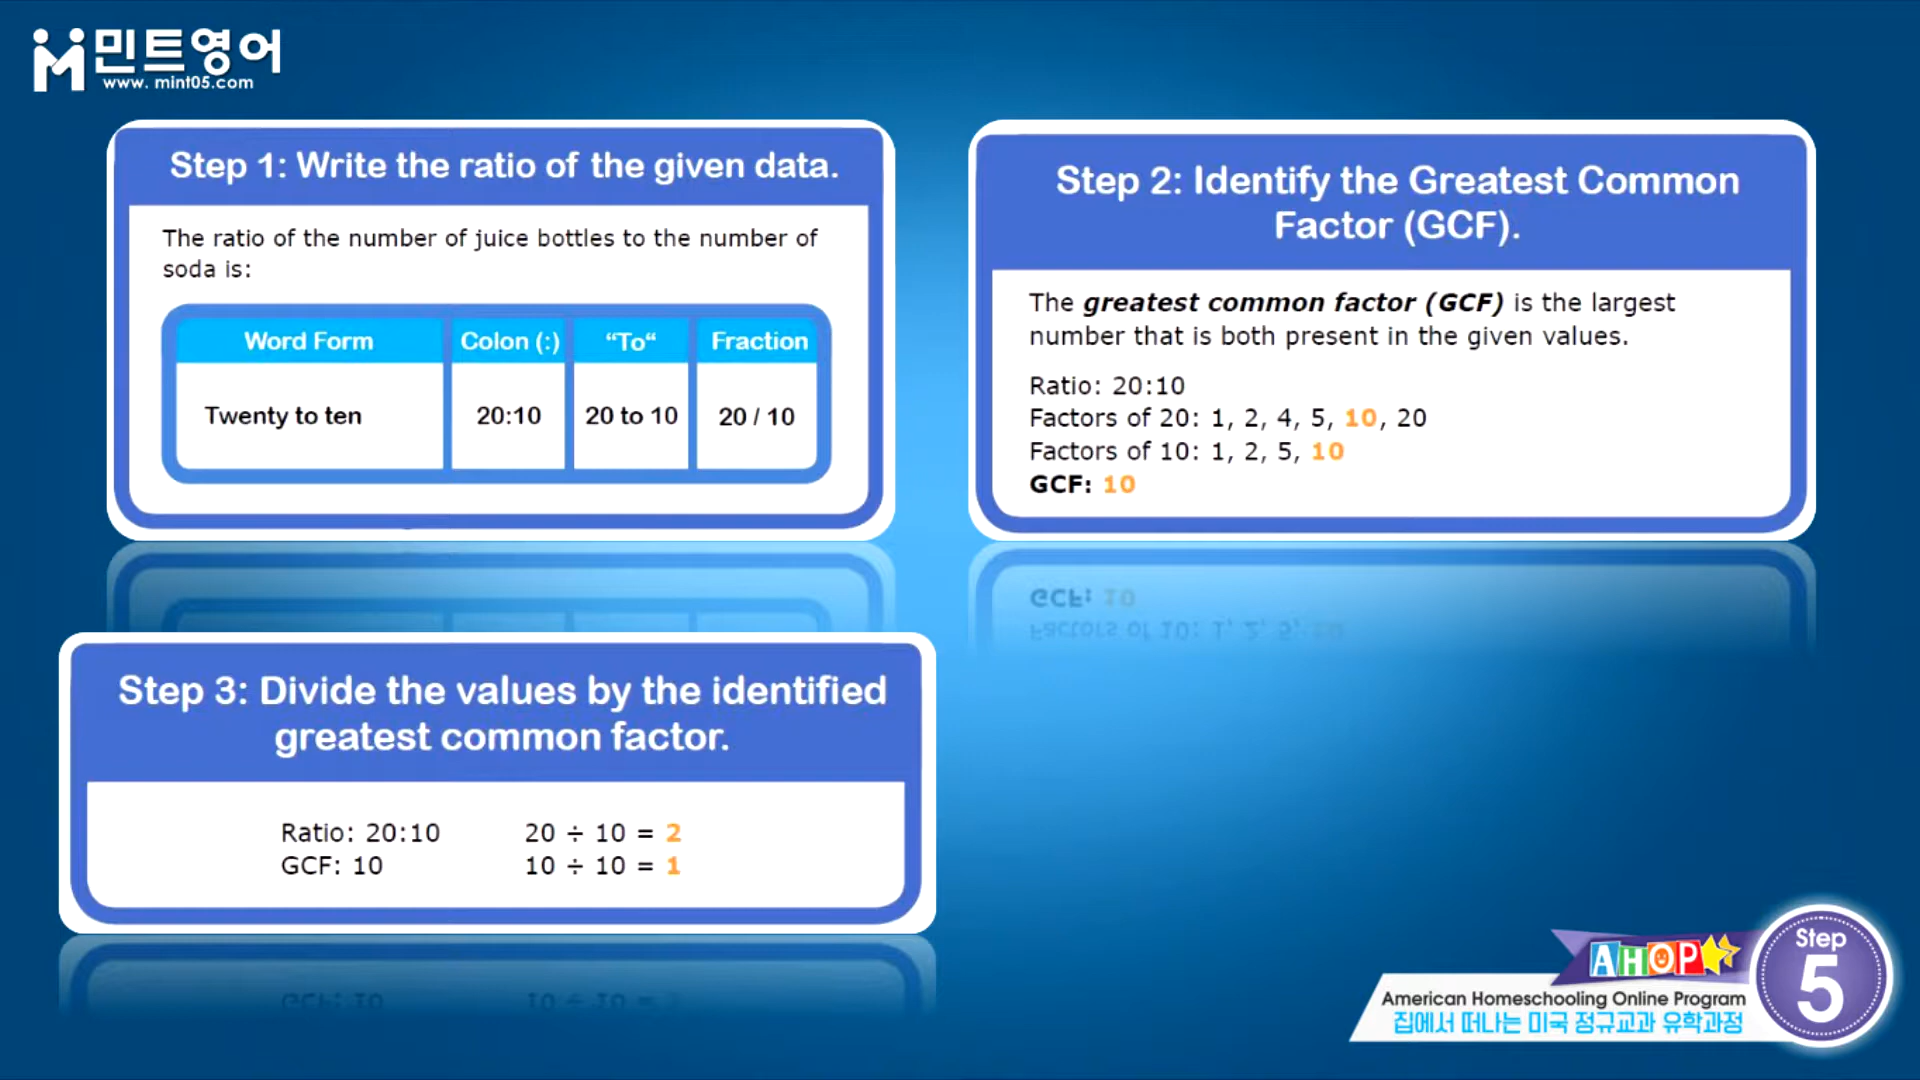 민트영어
www. mint05.com
Step 1: Write the ratio of the given data.
The ratio of the number of juice bottles to the number of
soda is:
Word Form Colon (:) “To“ Fraction
Twenty to ten 20:10 20 to 10 20 / 10
Step 2: Identify the Greatest Common
Factor (GCF).
The greatest common factor (GCF) is the largest
number that is both present in the given values.
Ratio: 20:10
Factors of 20: 1, 2, 4, 5, 10, 20
Factors of 10: 1, 2, 5, 10
GCF: 10
Step 3: Divide the values by the identified
greatest common factor.
Ratio: 20:10 20 ÷ 10 = 2
GCF: 10 10 ÷ 10 = 1
AHOP
Step
5
American Homeschooling Online Program
집에서 떠나는 미국 정규교과 유학과정